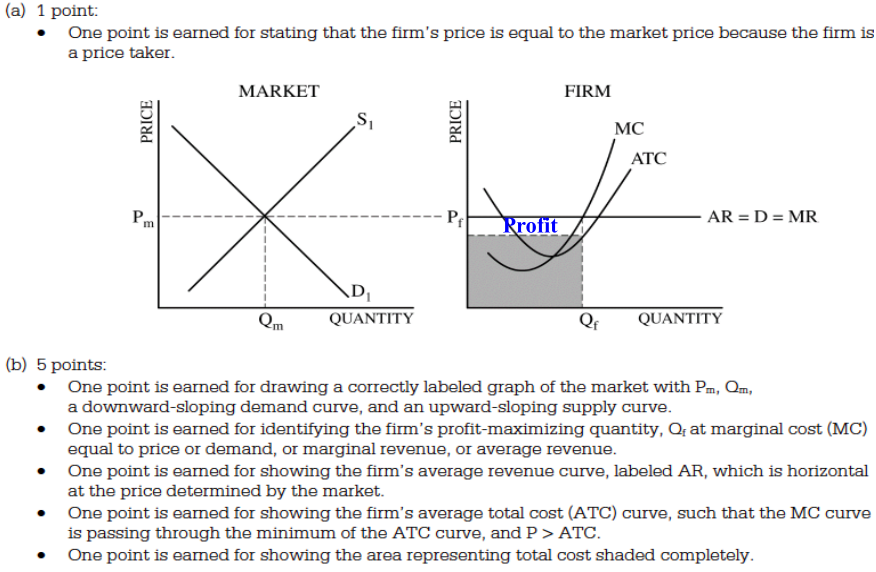 (a) 1 point:
• One point is earned for stating that the firm's price is equal to the market price because the firm is
a price taker.
MARKET
FIRM
PRICE
S1
PRICE
MC
ATC
Pm
Pf
Profit
AR = D = MR
D1
Qm
QUANTITY
Qf
QUANTITY
(b) 5 points:
• One point is earned for drawing a correctly labeled graph of the market with Pm, Qm,
a downward-sloping demand curve, and an upward-sloping supply curve.
• One point is earned for identifying the firm's profit-maximizing quantity, Qf at marginal cost (MC)
equal to price or demand, or marginal revenue, or average revenue.
• One point is earned for showing the firm's average revenue curve, labeled AR, which is horizontal
at the price determined by the market.
• One point is earned for showing the firm's average total cost (ATC) curve, such that the MC curve
is passing through the minimum of the ATC curve, and P > ATC.
• One point is earned for showing the area representing total cost shaded completely.